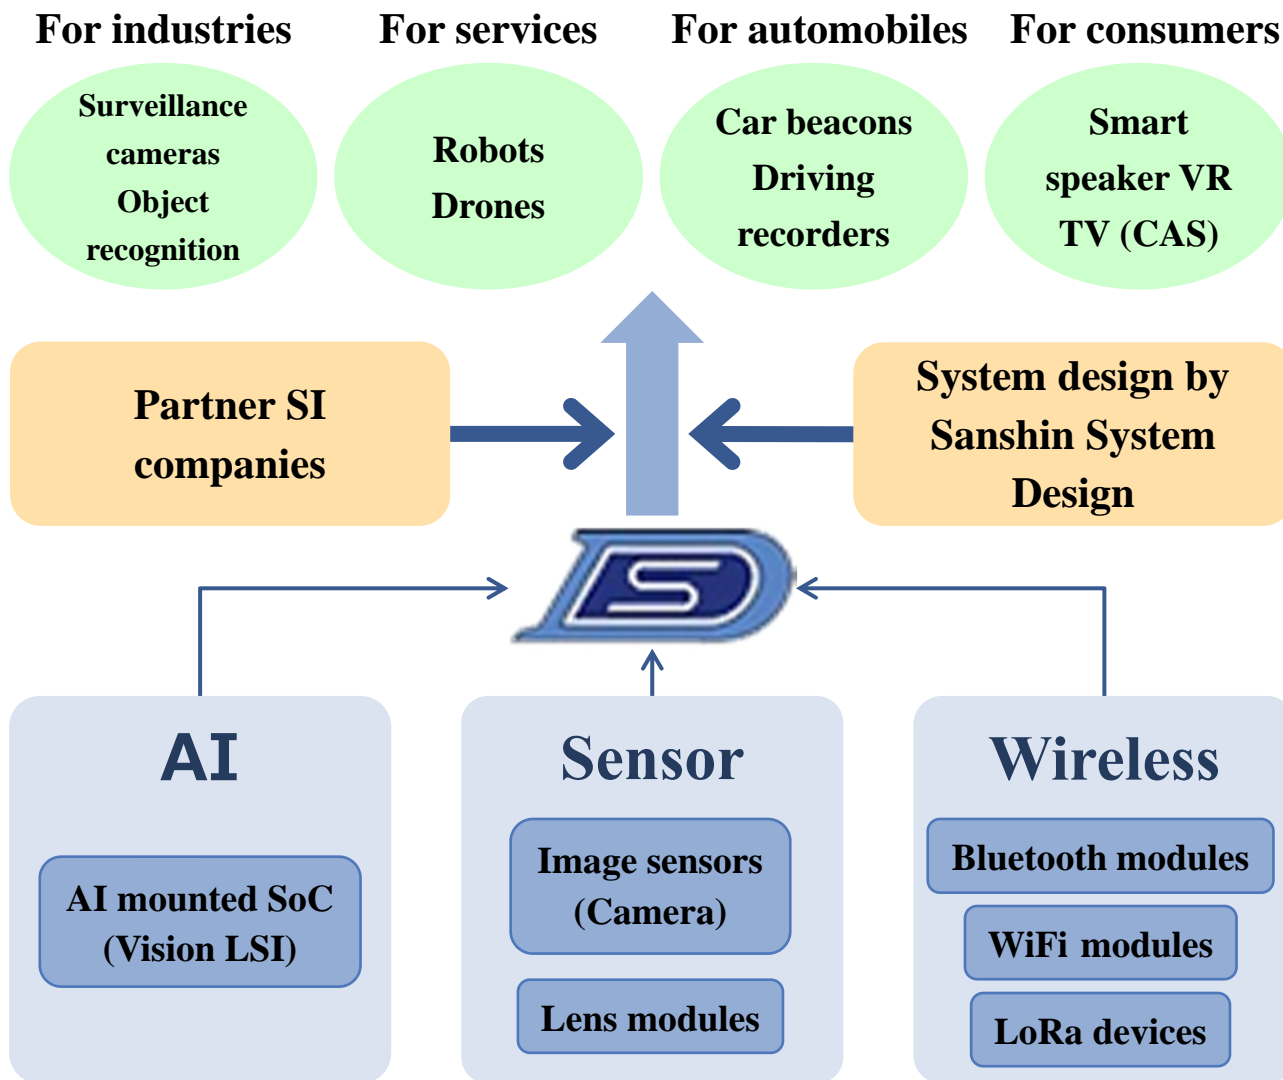 For industries
For services
For automobiles
For consumers
Surveillance
cameras
Object
recognition
Robots
Drones
Car beacons
Driving
recorders
Smart
speaker VR
TV (CAS)
Partner SI
companies
System design by
Sanshin System
Design
AI
AI mounted SoC
(Vision LSI)
Sensor
Image sensors
(Camera)
Lens modules
Wireless
Bluetooth modules
WiFi modules
LoRa devices